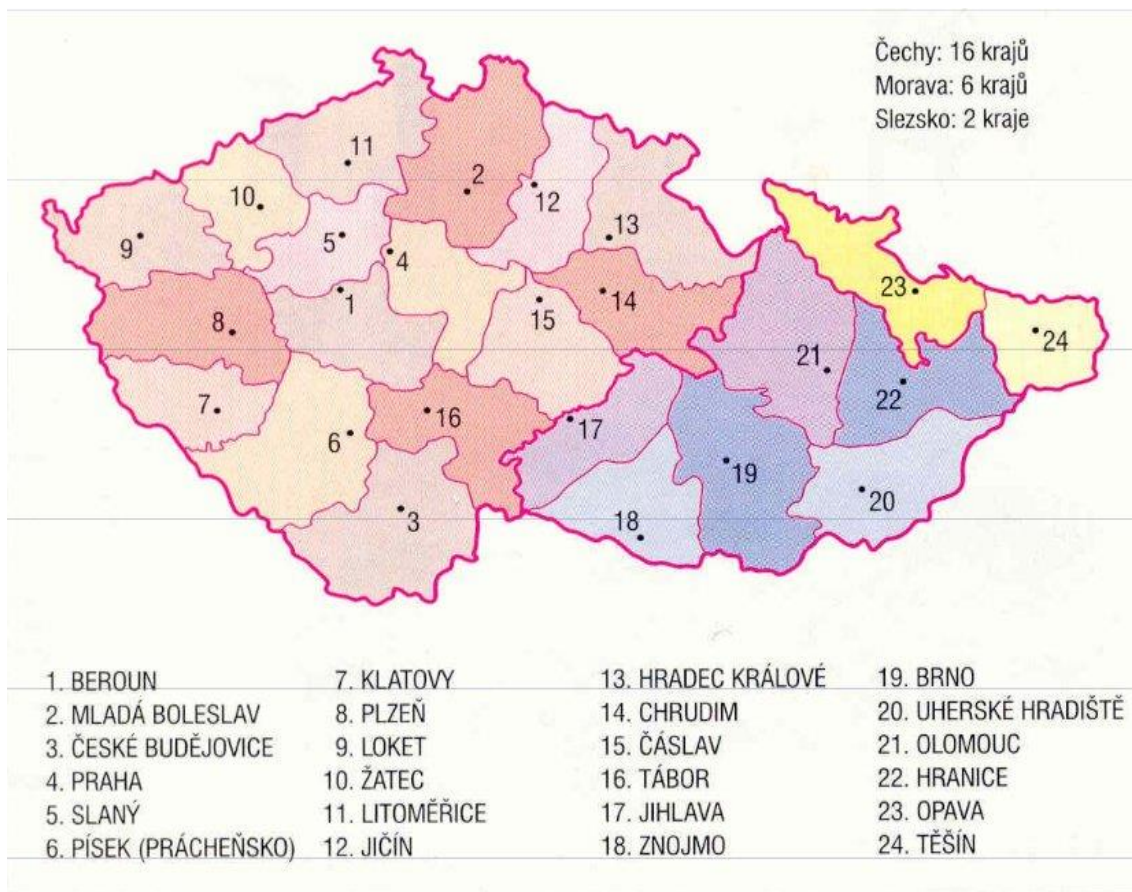 Čechy: 16 krajů
Morava: 6 krajů
Slezsko: 2 kraje
11
2
10
12
5
13
9
4
23
1
14
15
8
24
21
22
7
16
17
6
19
20
3
18
1. BEROUN
2. MLADÁ BOLESLAV
3. ČESKÉ BUDĚJOVICE
4. PRAHA
5. SLANÝ
6. PÍSEK (PRÁCHEŇSKO)
7. KLATOVY
8. PLZEŇ
9. LOKET
10. ŽATEC
11. LITOMĚŘICE
12. JIČÍN
13. HRADEC KRÁLOVÉ
14. CHRUDIM
15. ČÁSLAV
16. TÁBOR
17. JIHLAVA
18. ZNOJMO
19. BRNO
20. UHERSKÉ HRADIŠTĚ
21. OLOMOUC
22. HRANICE
23. OPAVA
24. TĚŠÍN